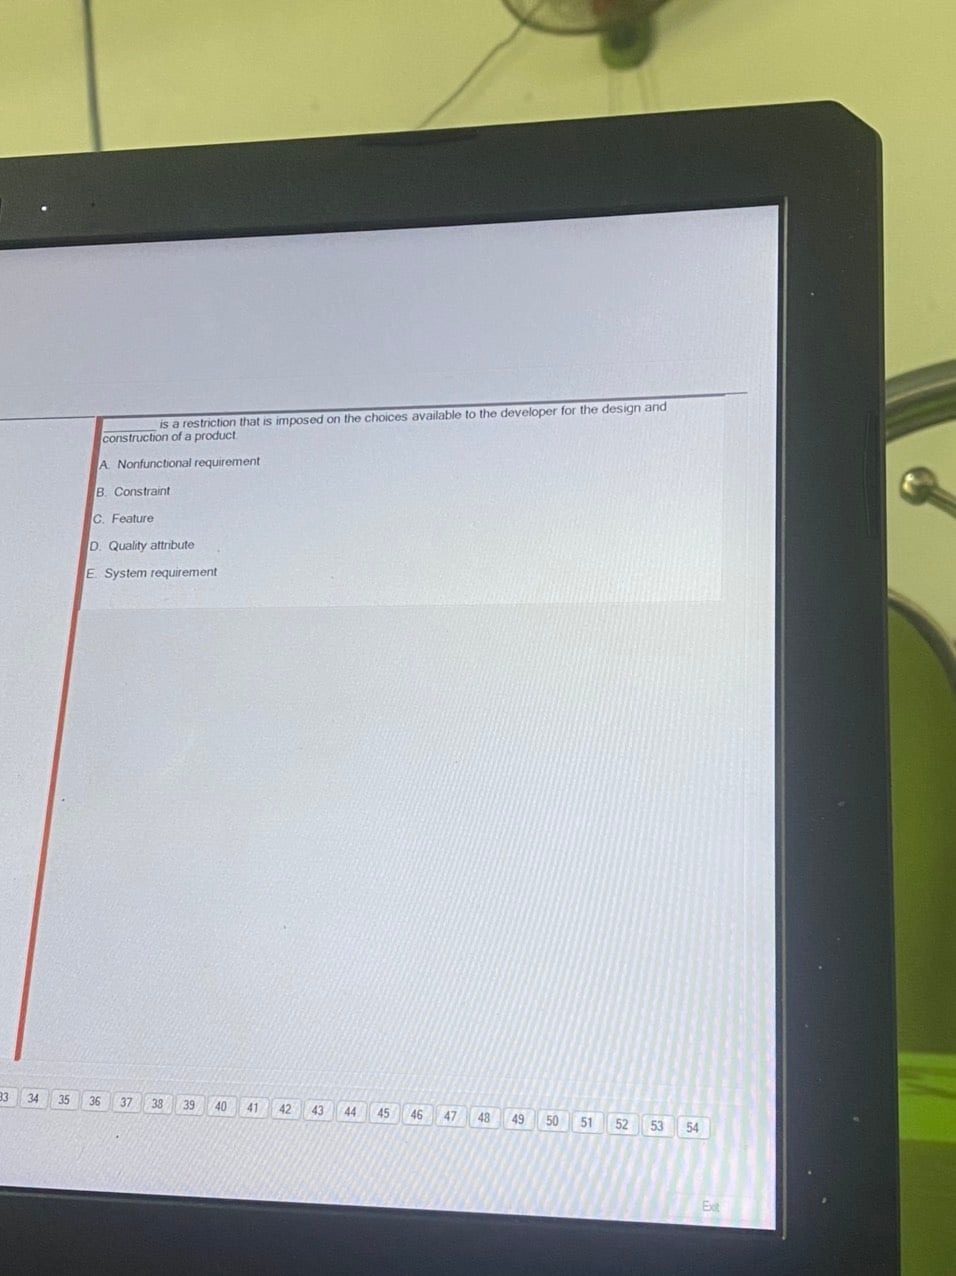 ________ is a restriction that is imposed on the choices available to the developer for the design and
construction of a product.
A. Nonfunctional requirement
B. Constraint
C. Feature
D. Quality attribute
E. System requirement
33 34 35 36 37 38 39 40 41 42 43 44 45 46 47 48 49 50 51 52 53 54
Exit